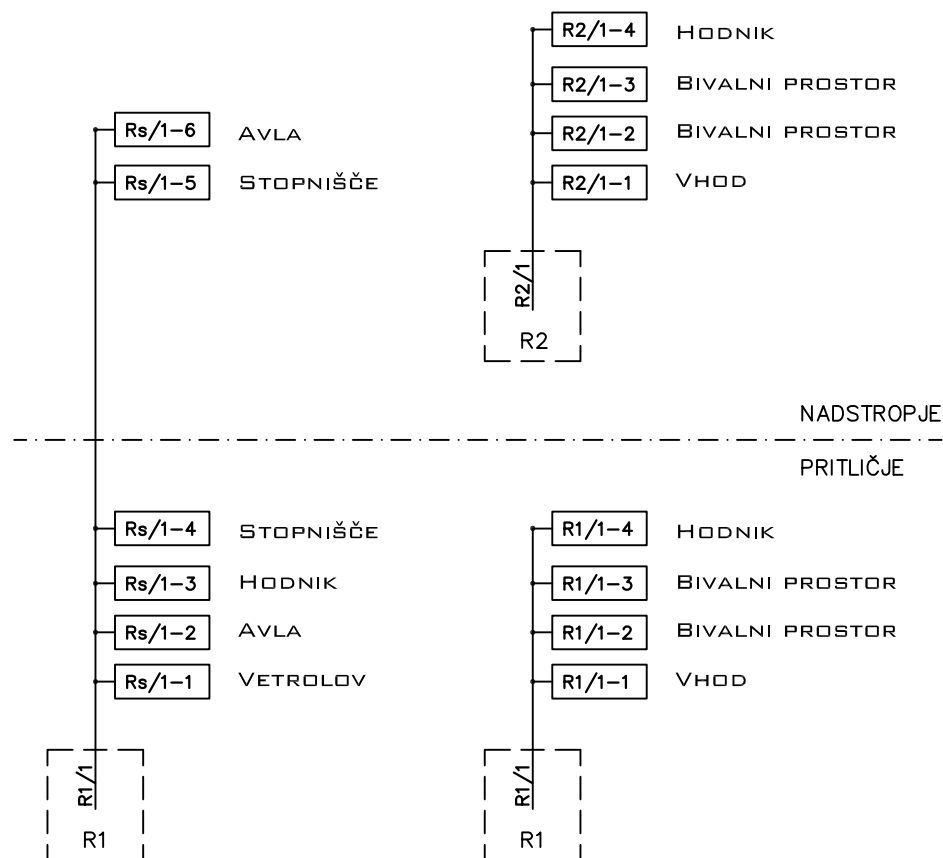 R2/1-4 HODNIK
R2/1-3 BIVALNI PROSTOR
Rs/1-6 AVLA
R2/1-2 BIVALNI PROSTOR
Rs/1-5 STOPNIŠČE
R2/1-1 VHOD
R2/1
R2
NADSTROPJE
PRITLIČJE
Rs/1-4 STOPNIŠČE
R1/1-4 HODNIK
Rs/1-3 HODNIK
R1/1-3 BIVALNI PROSTOR
Rs/1-2 AVLA
R1/1-2 BIVALNI PROSTOR
Rs/1-1 VETROLOV
R1/1-1 VHOD
R1/1
R1
R1/1
R1